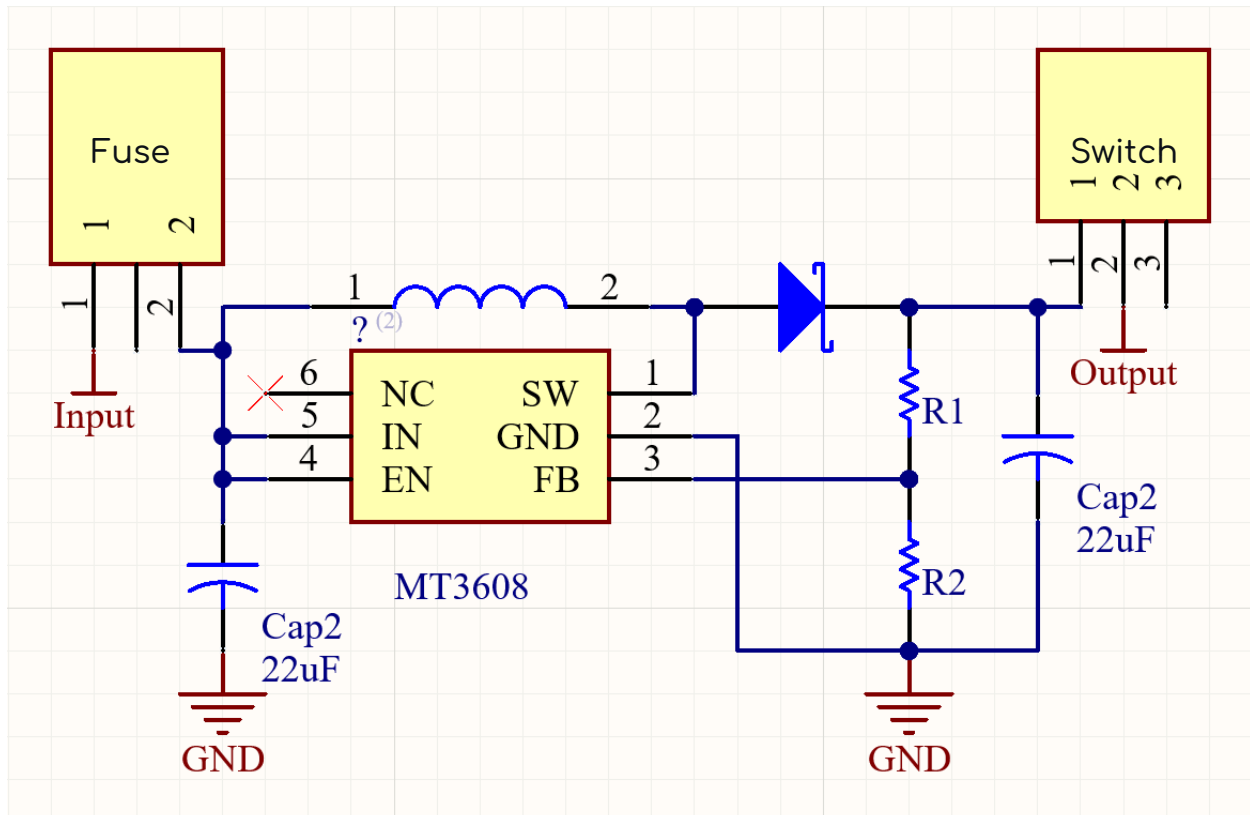 Fuse
1 2
1 2
Input
Switch
1 2 3
1 2 3
Output
1 2
? (2)
6 NC SW 1
5 IN GND 2
4 EN FB 3
MT3608
R1
R2
Cap2
22uF
Cap2
22uF
GND
GND